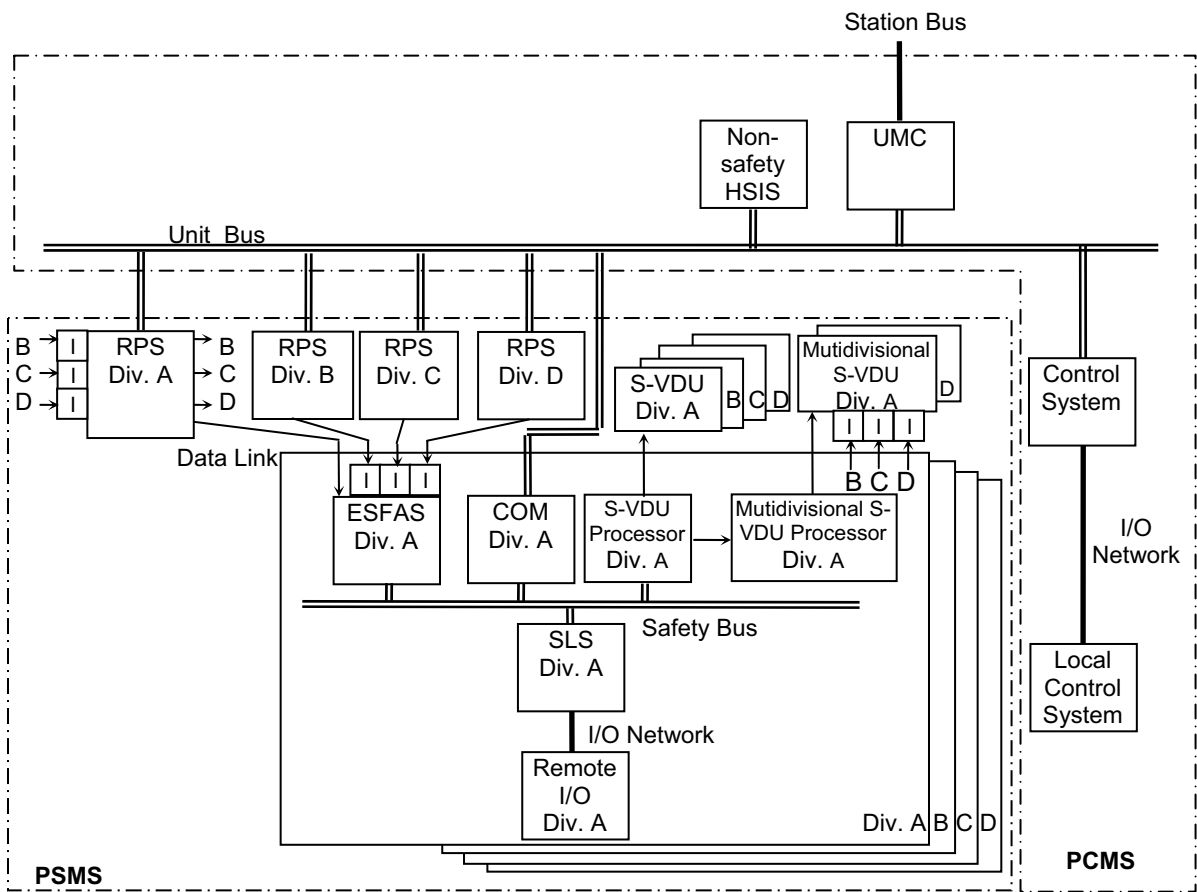 Station Bus
Non-
safety
HSIS
UMC
Unit Bus
B
C
D
I
I
I
RPS
Div. A
B
C
D
RPS
Div. B
RPS
Div. C
RPS
Div. D
S-VDU
Div. A
B
C
D
Mutidivisional
S-VDU
Div. A
D
I I I
B C D
Control
System
Data Link
I I I
ESFAS
Div. A
COM
Div. A
S-VDU
Processor
Div. A
Mutidivisional S-
VDU Processor
Div. A
I/O
Network
Safety Bus
SLS
Div. A
I/O Network
Remote
I/O
Div. A
Local
Control
System
Div. A B C D
PSMS
PCMS